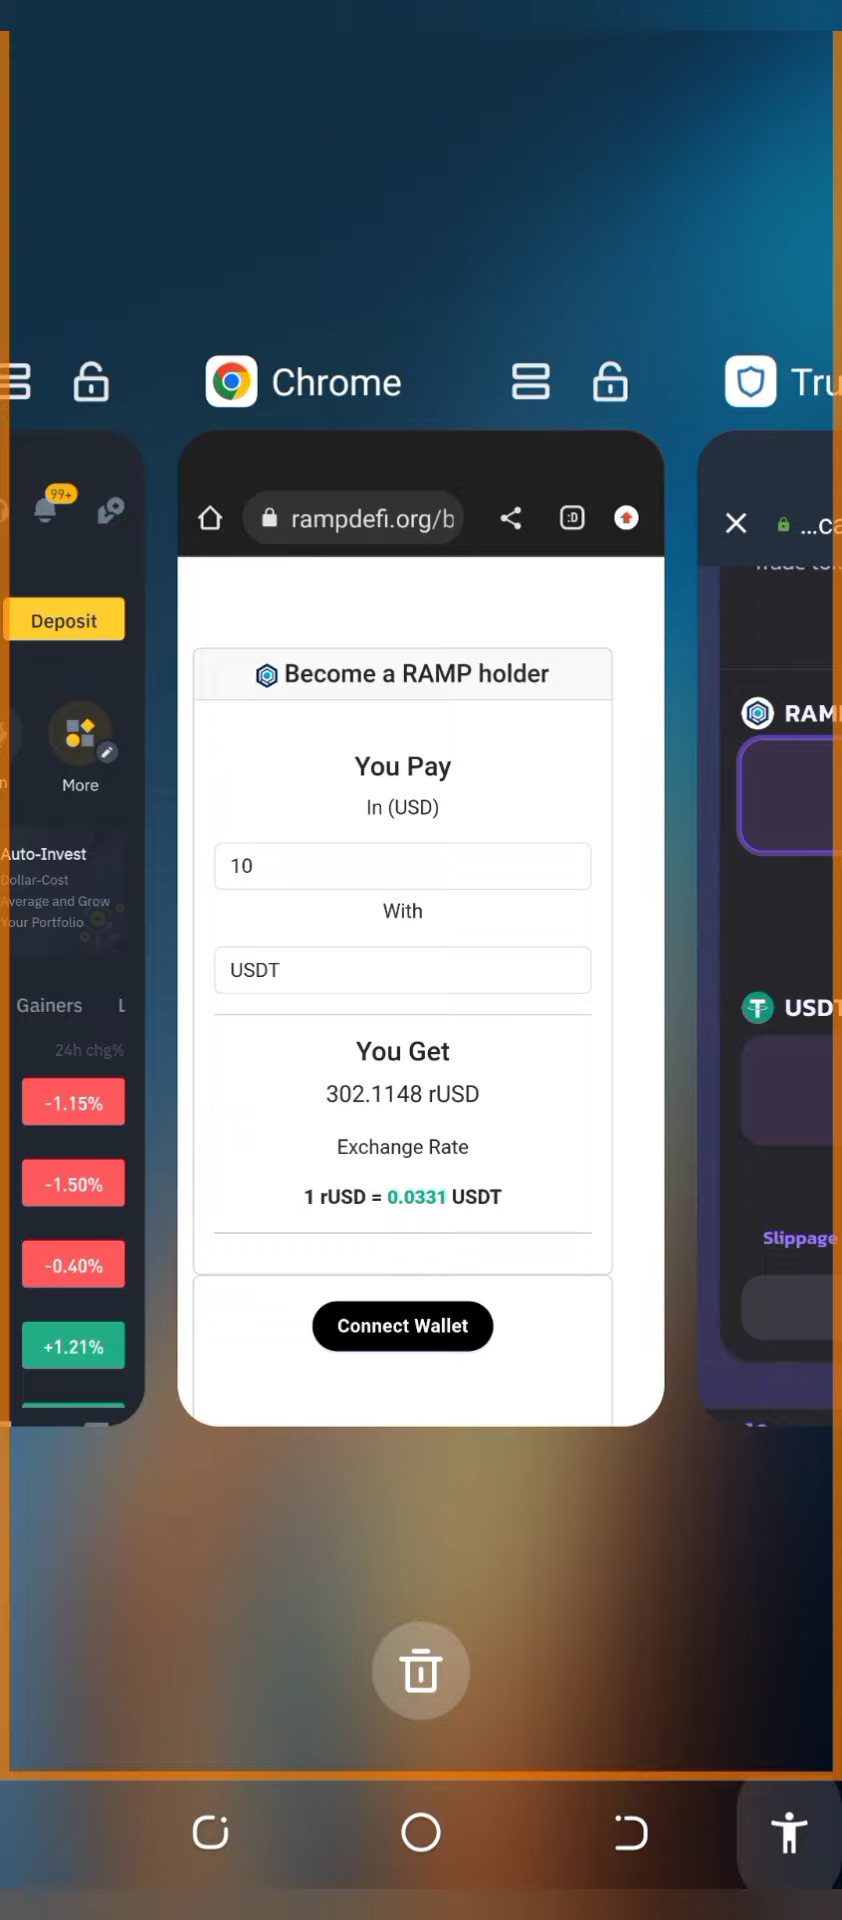 Chrome
Tru
99+
Deposit
More
Auto-Invest
Dollar-Cost
Average and Grow
Your Portfolio
Gainers L
24h chg%
-1.15%
-1.50%
-0.40%
+1.21%
rampdefi.org/b
:D
Become a RAMP holder
You Pay
In (USD)
10
With
USDT
You Get
302.1148 rUSD
Exchange Rate
1 rUSD = 0.0331 USDT
Connect Wallet
...ca
RAM
USDT
Slippage